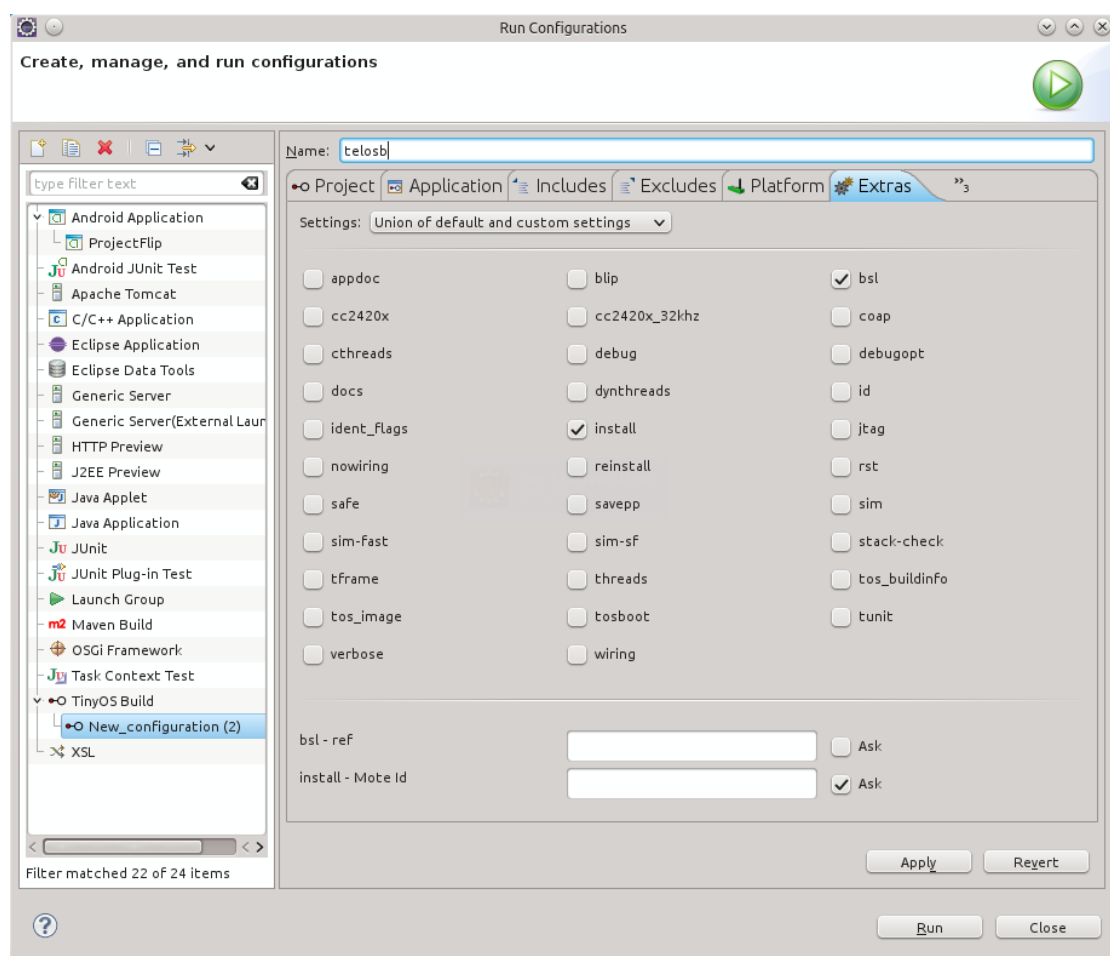 Run Configurations
Create, manage, and run configurations
Name: telosb
type filter text
Project Application Includes Excludes Platform Extras »3
Settings: Union of default and custom settings
Android Application
ProjectFlip
Android JUnit Test
Apache Tomcat
C/C++ Application
Eclipse Application
Eclipse Data Tools
Generic Server
Generic Server(External Laun
HTTP Preview
J2EE Preview
Java Applet
Java Application
JUnit
JUnit Plug-in Test
Launch Group
Maven Build
OSGi Framework
Task Context Test
TinyOS Build
New_configuration (2)
XSL
Filter matched 22 of 24 items
appdoc blip bsl
cc2420x cc2420x_32khz coap
cthreads debug debugopt
docs dynthreads id
ident_flags install jtag
nowiring reinstall rst
safe savepp sim
sim-fast sim-sf stack-check
tframe threads tos_buildinfo
tos_image tosboot tunit
verbose wiring
bsl - ref Ask
install - Mote Id Ask
Apply Revert
Run Close